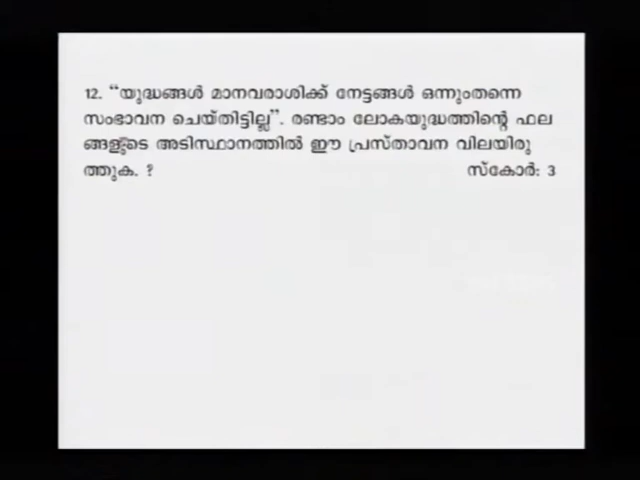 12. “യുദ്ധങ്ങൾ മാനവരാശിക്ക് നേട്ടങ്ങൾ ഒന്നുംതന്നെ
സംഭാവന ചെയ്തിട്ടില്ല”. രണ്ടാം ലോകയുദ്ധത്തിന്റെ ഫല
ങ്ങളുടെ അടിസ്ഥാനത്തിൽ ഈ പ്രസ്താവന വിലയിരു
ത്തുക. ? സ്കോർ: 3